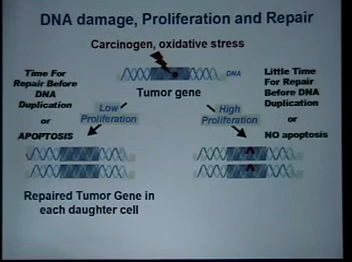 DNA damage, Proliferation and Repair
Carcinogen, oxidative stress
Time For
Repair Before
DNA
Duplication
or
APOPTOSIS
DNA
Tumor gene
Little Time
For Repair
Before DNA
Duplication
or
NO apoptosis
Low
Proliferation
High
Proliferation
Repaired Tumor Gene in
each daughter cell